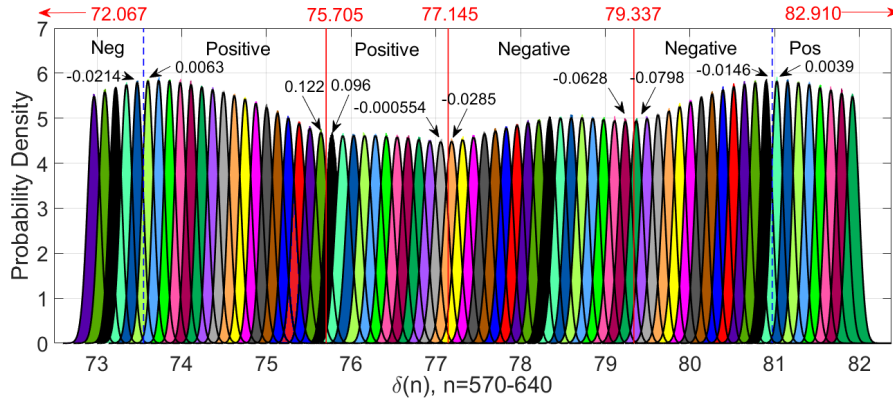 72.067 75.705 77.145 79.337 82.910
7
Neg Positive Positive Negative Negative Pos
-0.0214 0.0063 0.122 0.096 -0.000554 -0.0285 -0.0628 -0.0798 -0.0146 0.0039
6
5
4
3
2
1
0
Probability Density
73 74 75 76 77 78 79 80 81 82
δ(n), n=570-640